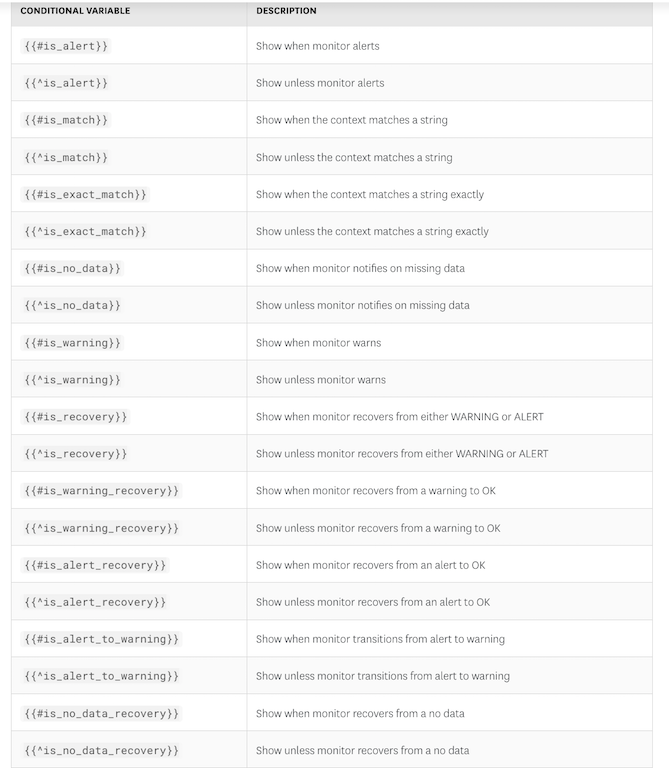 CONDITIONAL VARIABLE DESCRIPTION
{{#is_alert}} Show when monitor alerts
{{^is_alert}} Show unless monitor alerts
{{#is_match}} Show when the context matches a string
{{^is_match}} Show unless the context matches a string
{{#is_exact_match}} Show when the context matches a string exactly
{{^is_exact_match}} Show unless the context matches a string exactly
{{#is_no_data}} Show when monitor notifies on missing data
{{^is_no_data}} Show unless monitor notifies on missing data
{{#is_warning}} Show when monitor warns
{{^is_warning}} Show unless monitor warns
{{#is_recovery}} Show when monitor recovers from either WARNING or ALERT
{{^is_recovery}} Show unless monitor recovers from either WARNING or ALERT
{{#is_warning_recovery}} Show when monitor recovers from a warning to OK
{{^is_warning_recovery}} Show unless monitor recovers from a warning to OK
{{#is_alert_recovery}} Show when monitor recovers from an alert to OK
{{^is_alert_recovery}} Show unless monitor recovers from an alert to OK
{{#is_alert_to_warning}} Show when monitor transitions from alert to warning
{{^is_alert_to_warning}} Show unless monitor transitions from alert to warning
{{#is_no_data_recovery}} Show when monitor recovers from a no data
{{^is_no_data_recovery}} Show unless monitor recovers from a no data